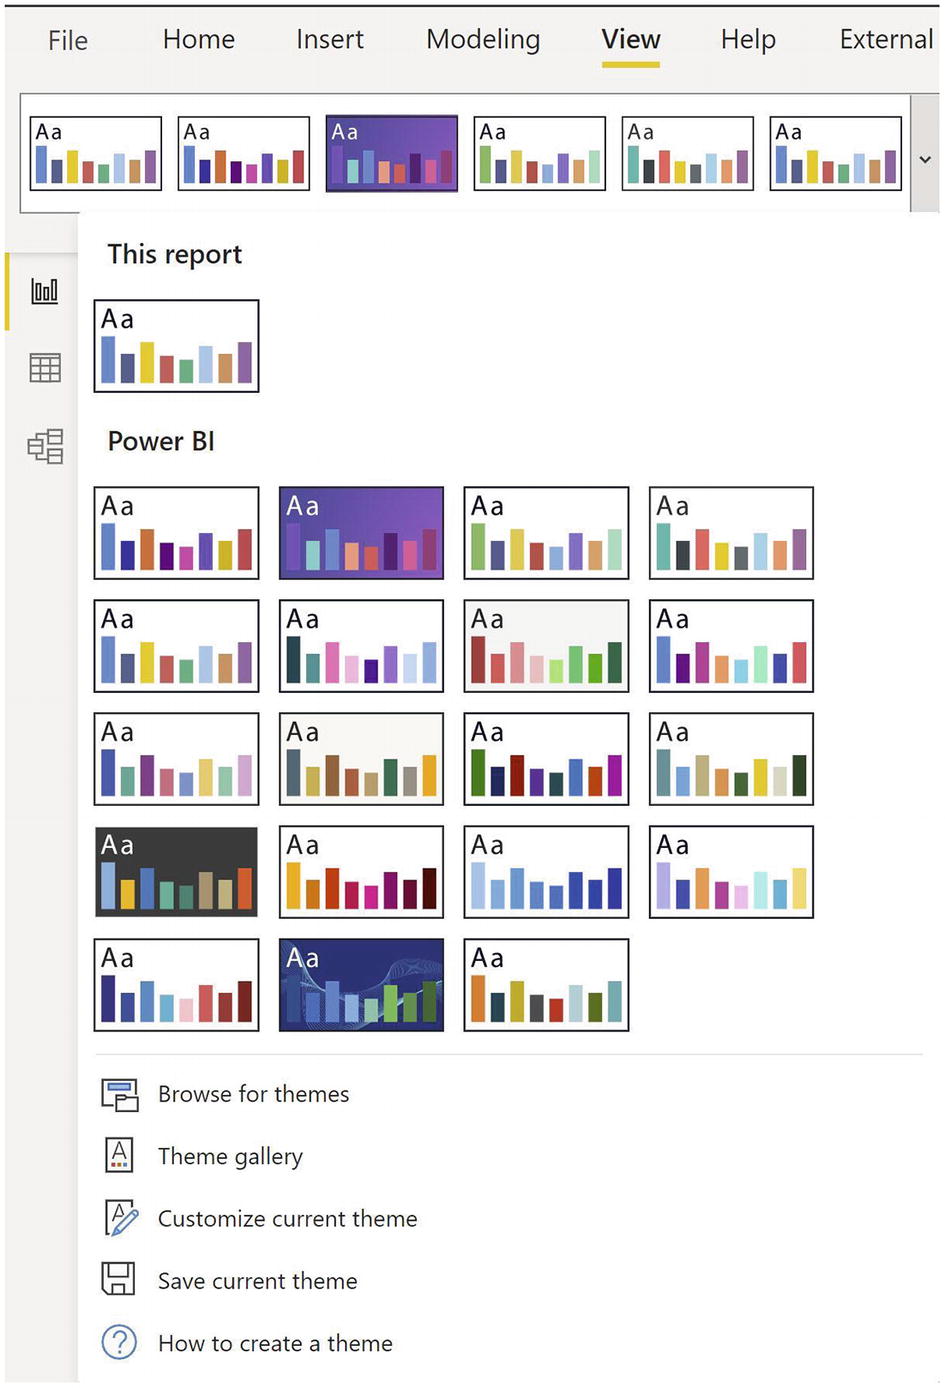 File Home Insert Modeling View Help External
Aa Aa Aa Aa Aa Aa
This report
Aa
Power BI
Aa Aa Aa Aa
Aa Aa Aa Aa
Aa Aa Aa Aa
Aa Aa Aa Aa
Aa Aa Aa
Browse for themes
A Theme gallery
A Customize current theme
Save current theme
? How to create a theme